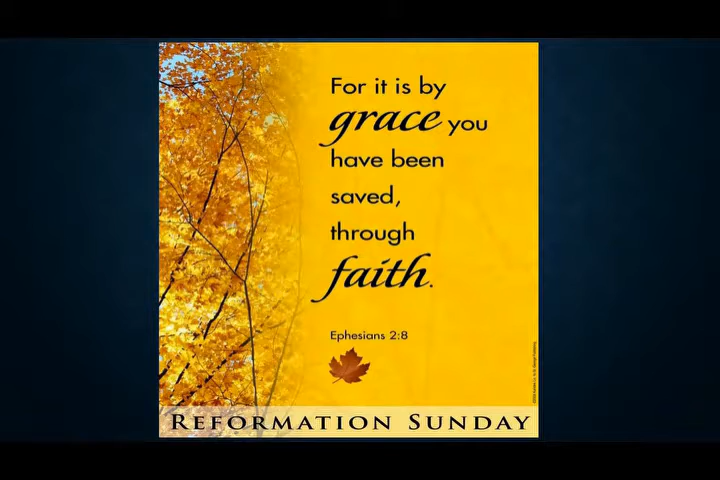 For it is by
grace you
have been
saved,
through
faith.
Ephesians 2:8
REFORMATION SUNDAY